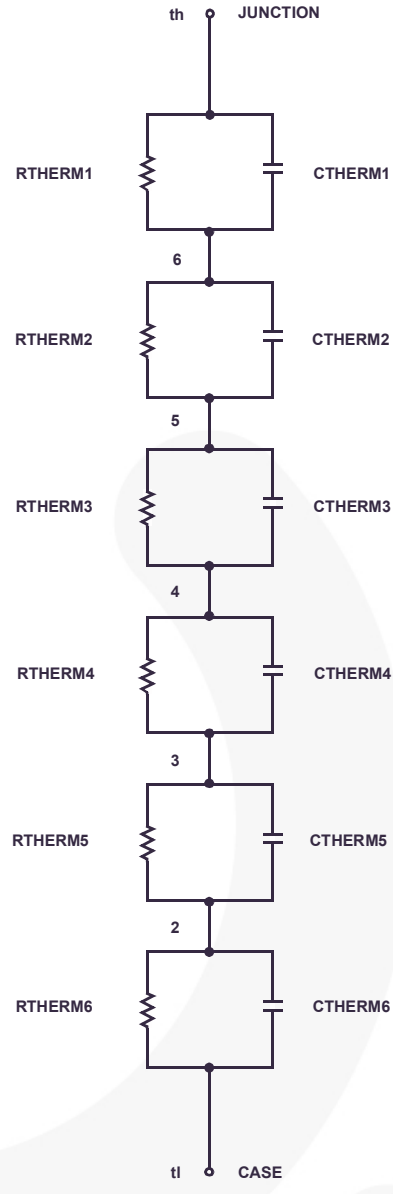 th JUNCTION
RTHERM1 CTHERM1
6
RTHERM2 CTHERM2
5
RTHERM3 CTHERM3
4
RTHERM4 CTHERM4
3
RTHERM5 CTHERM5
2
RTHERM6 CTHERM6
tl CASE